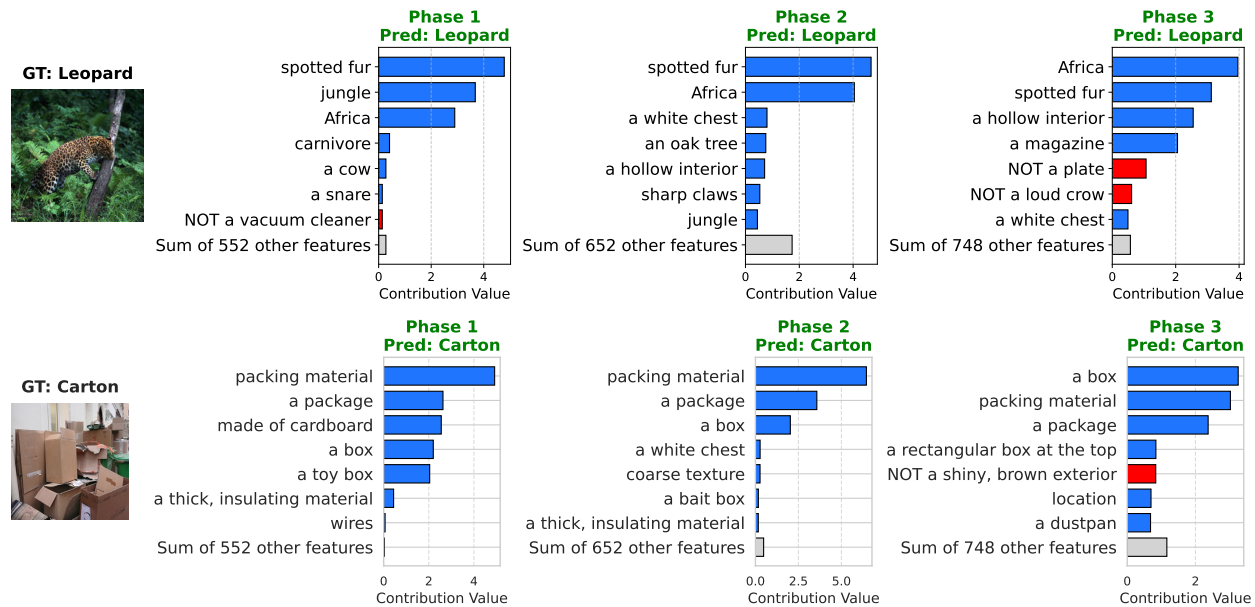 Phase 1
Pred: Leopard
Phase 2
Pred: Leopard
Phase 3
Pred: Leopard
GT: Leopard
spotted fur
jungle
Africa
carnivore
a cow
a snare
NOT a vacuum cleaner
Sum of 552 other features
0 2 4
Contribution Value
spotted fur
Africa
a white chest
an oak tree
a hollow interior
sharp claws
jungle
Sum of 652 other features
0 2 4
Contribution Value
Africa
spotted fur
a hollow interior
a magazine
NOT a plate
NOT a loud crow
a white chest
Sum of 748 other features
0 2 4
Contribution Value
Phase 1
Pred: Carton
Phase 2
Pred: Carton
Phase 3
Pred: Carton
GT: Carton
packing material
a package
made of cardboard
a box
a toy box
a thick, insulating material
wires
Sum of 552 other features
0 2 4
Contribution Value
packing material
a package
a box
a white chest
coarse texture
a bait box
a thick, insulating material
Sum of 652 other features
0.0 2.5 5.0
Contribution Value
a box
packing material
a package
a rectangular box at the top
NOT a shiny, brown exterior
location
a dustpan
Sum of 748 other features
0 2
Contribution Value